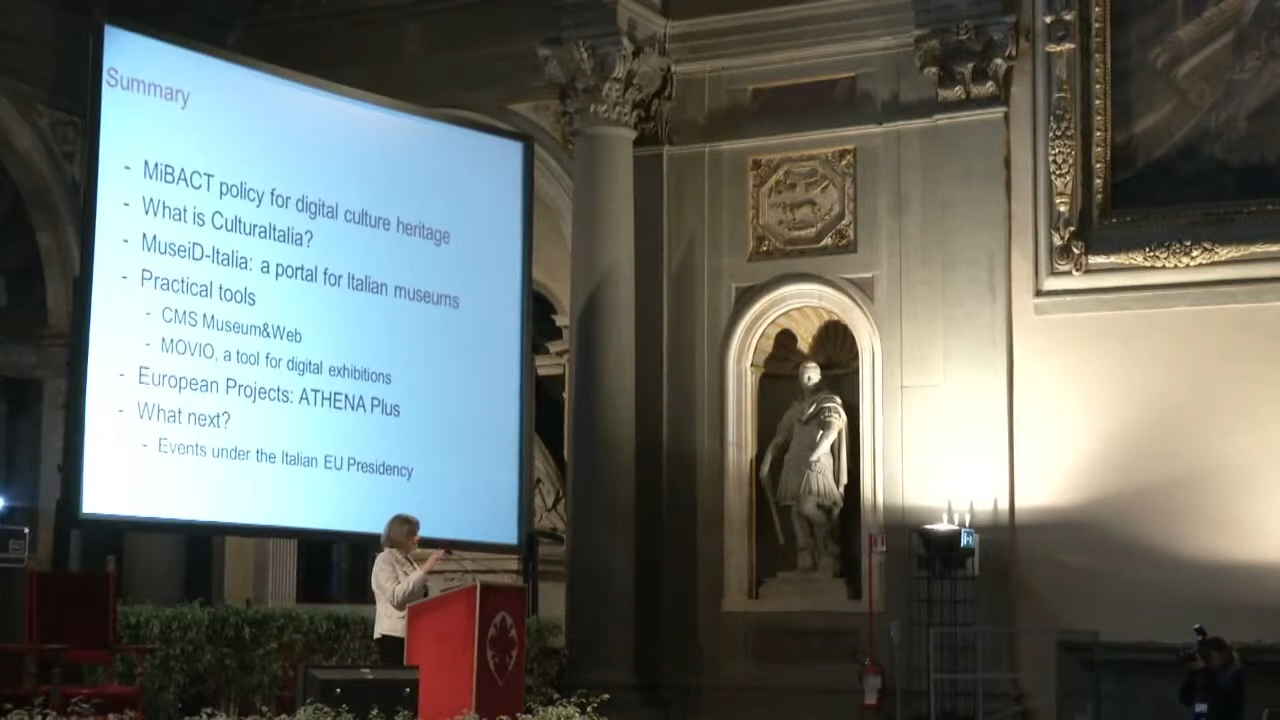 Summary
- MiBACT policy for digital culture heritage
- What is CulturaItalia?
- MuseiD-Italia: a portal for Italian museums
- Practical tools
- CMS Museum&Web
- MOVIO, a tool for digital exhibitions
- European Projects: ATHENA Plus
- What next?
- Events under the Italian EU Presidency